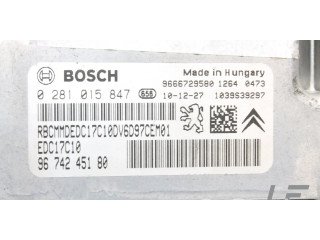 BOSCH
Made in Hungary
0 281 015 847 658
9666729580 1264 0473
10-12-27 1039S39297
RBCMMDEDC17C10DV6D97CEM01
EDC17C10
96 742 451 80